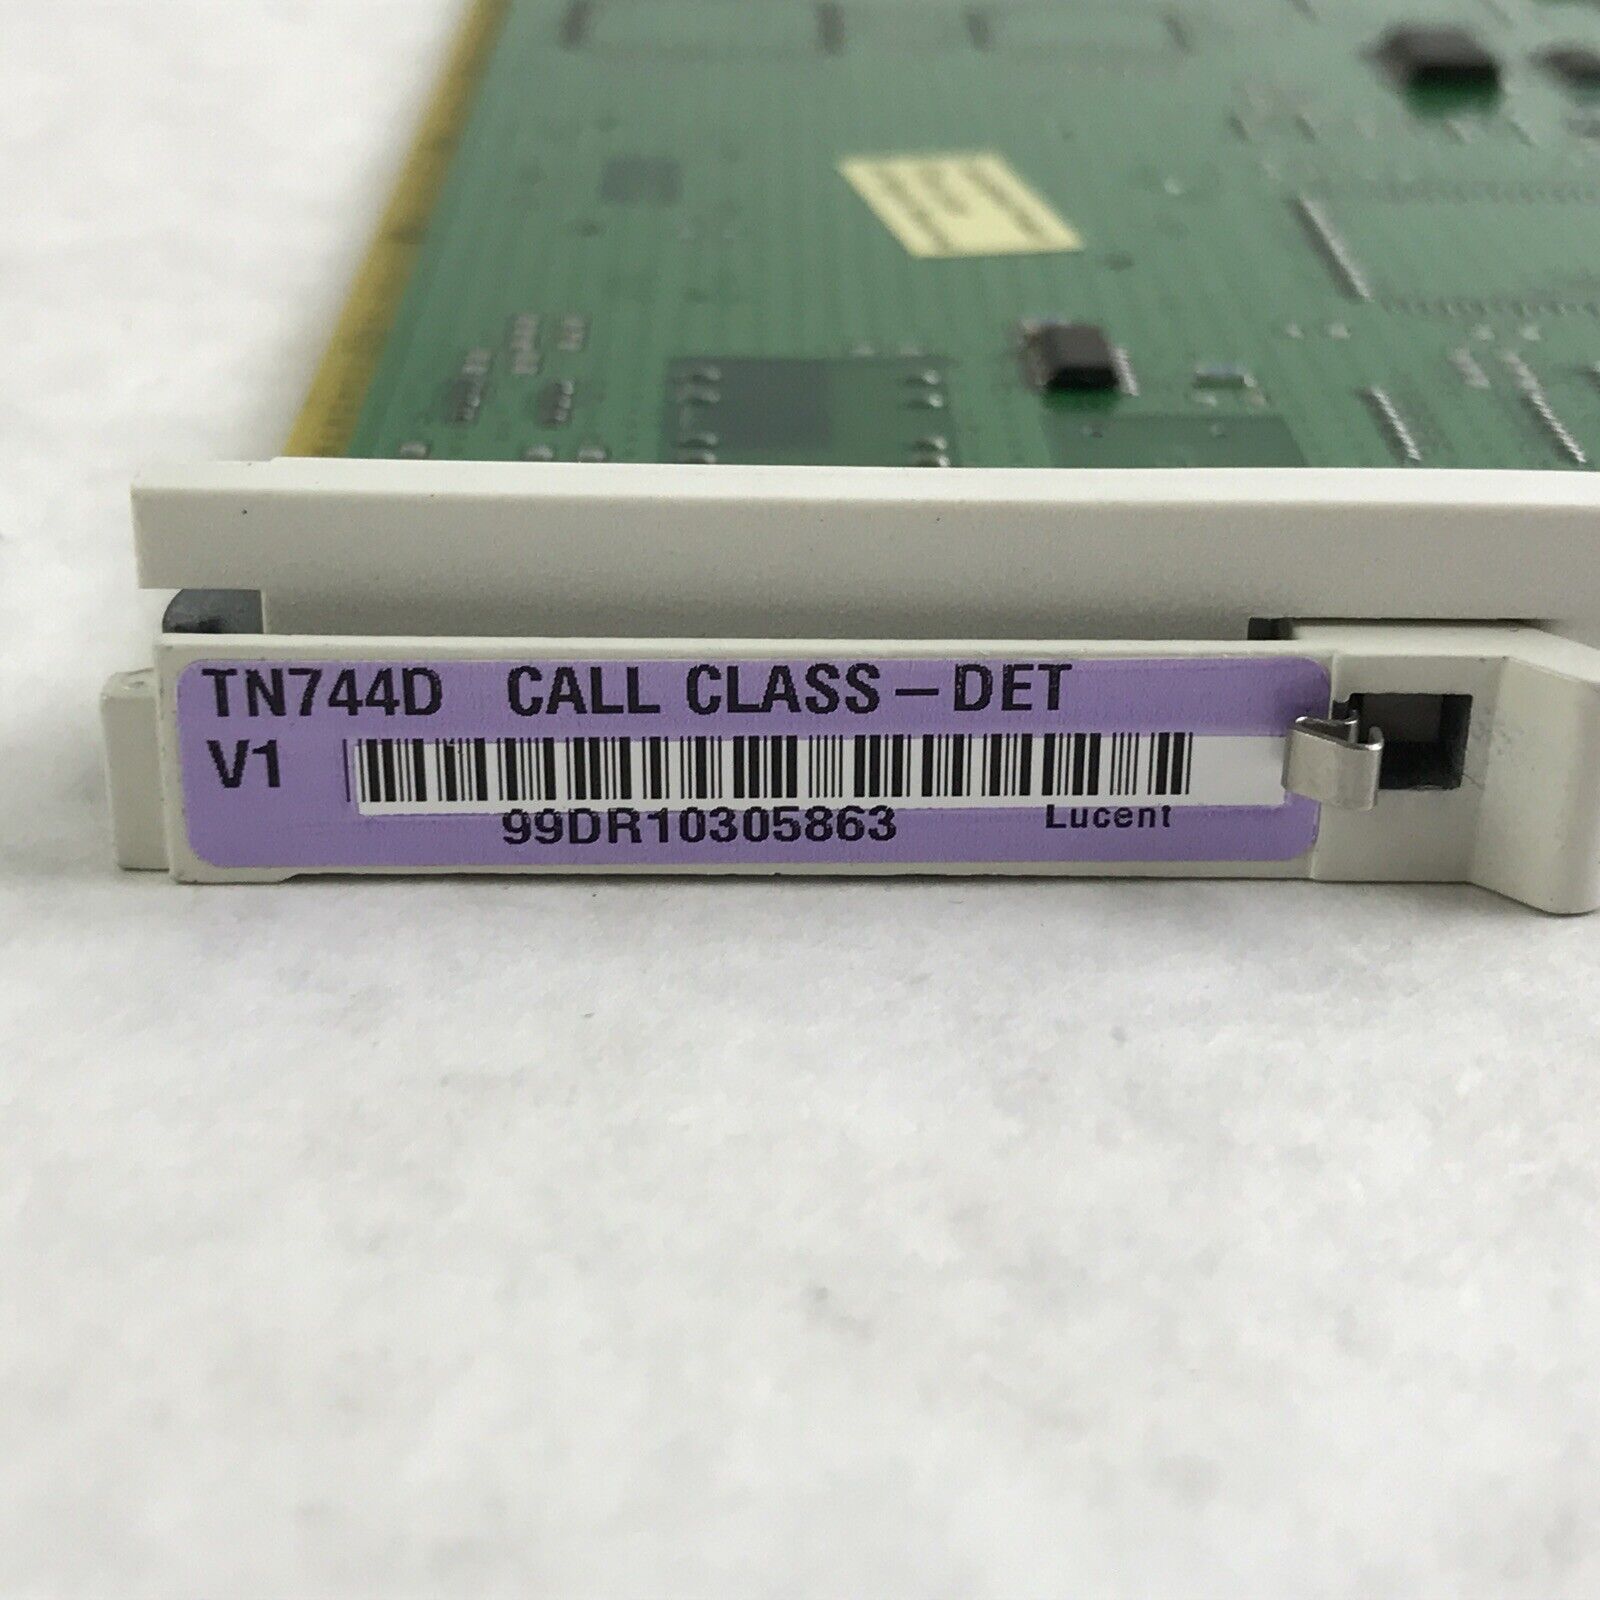 TN744D CALL CLASS – DET
V1
99DR10305863 Lucent